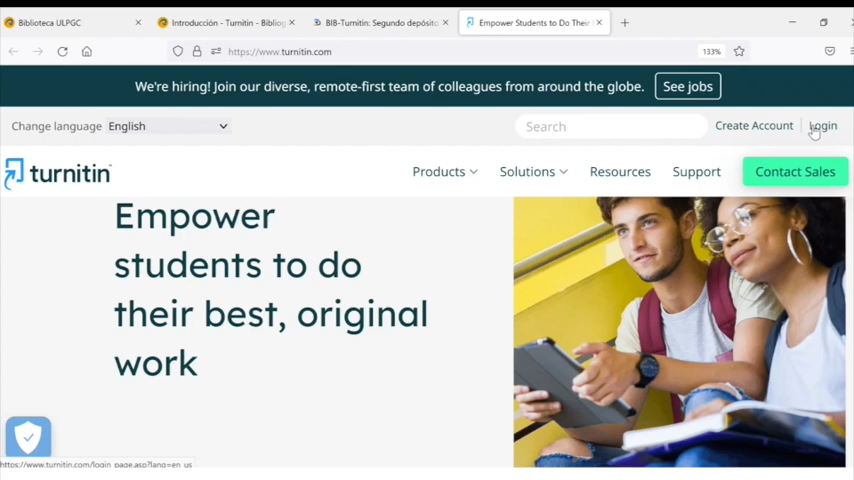 Biblioteca ULPGC
Introducción - Turnitin - Bibliog
BIB-Turnitin: Segundo depósito
Empower Students to Do Their
https://www.turnitin.com
133%
We're hiring! Join our diverse, remote-first team of colleagues from around the globe.
See jobs
Change language
English
Search
Create Account
Login
turnitin
Products
Solutions
Resources
Support
Contact Sales
Empower
students to do
their best, original
work
https://www.turnitin.com/login_page.asp?lang=en_us